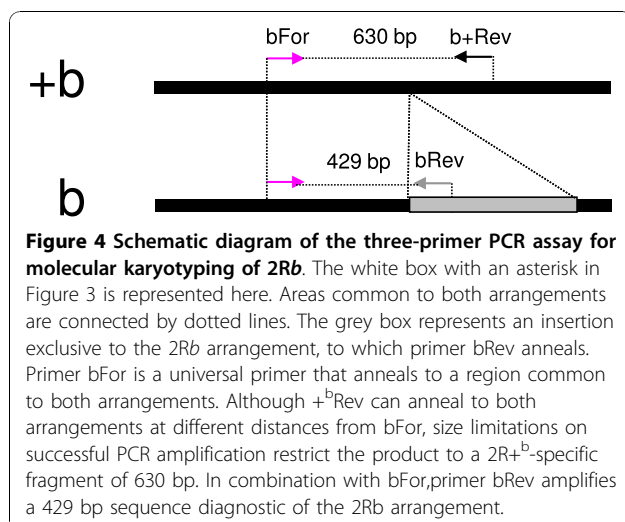 bFor 630 bp b+Rev
+b
429 bp bRev
b
Figure 4 Schematic diagram of the three-primer PCR assay for
molecular karyotyping of 2Rb. The white box with an asterisk in
Figure 3 is represented here. Areas common to both arrangements
are connected by dotted lines. The grey box represents an insertion
exclusive to the 2Rb arrangement, to which primer bRev anneals.
Primer bFor is a universal primer that anneals to a region common
to both arrangements. Although +bRev can anneal to both
arrangements at different distances from bFor, size limitations on
successful PCR amplification restrict the product to a 2R+b-specific
fragment of 630 bp. In combination with bFor,primer bRev amplifies
a 429 bp sequence diagnostic of the 2Rb arrangement.